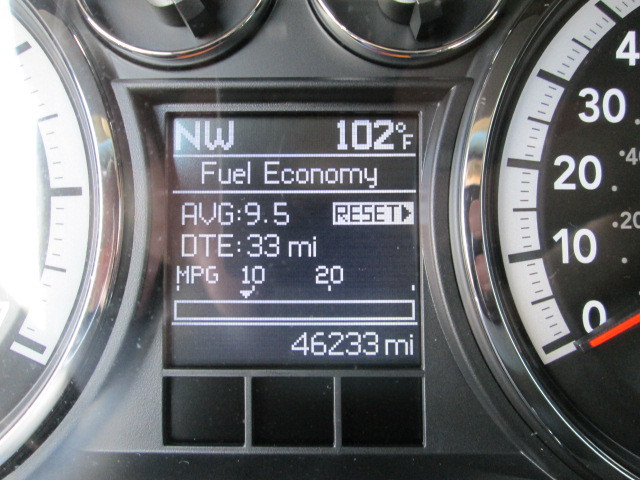 NW 102°F
Fuel Economy
AVG:9.5 RESET
DTE:33 mi
MPG 10 20
46233 mi
4
30
20
10
0